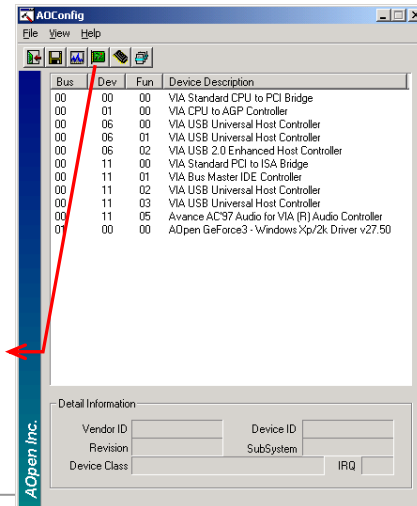 AOConfig
File View Help
Bus Dev Fun Device Description
00 00 00 VIA Standard CPU to PCI Bridge
00 01 00 VIA CPU to AGP Controller
00 06 00 VIA USB Universal Host Controller
00 06 01 VIA USB Universal Host Controller
00 06 02 VIA USB 2.0 Enhanced Host Controller
00 11 00 VIA Standard PCI to ISA Bridge
00 11 01 VIA Bus Master IDE Controller
00 11 02 VIA USB Universal Host Controller
00 11 03 VIA USB Universal Host Controller
00 11 05 Avance AC'97 Audio for VIA (R) Audio Controller
01 00 00 AOpen GeForce3 - Windows Xp/2k Driver v27.50
Detail Information
Vendor ID Device ID
Revision SubSystem
Device Class IRQ
AOpen Inc.